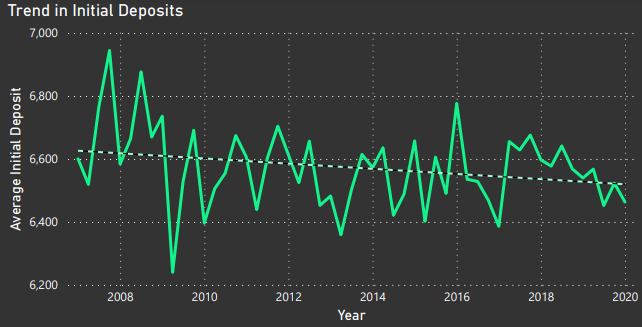 Trend in Initial Deposits
7,000
6,800
6,600
6,400
6,200
Average Initial Deposit
2008 2010 2012 2014 2016 2018 2020
Year